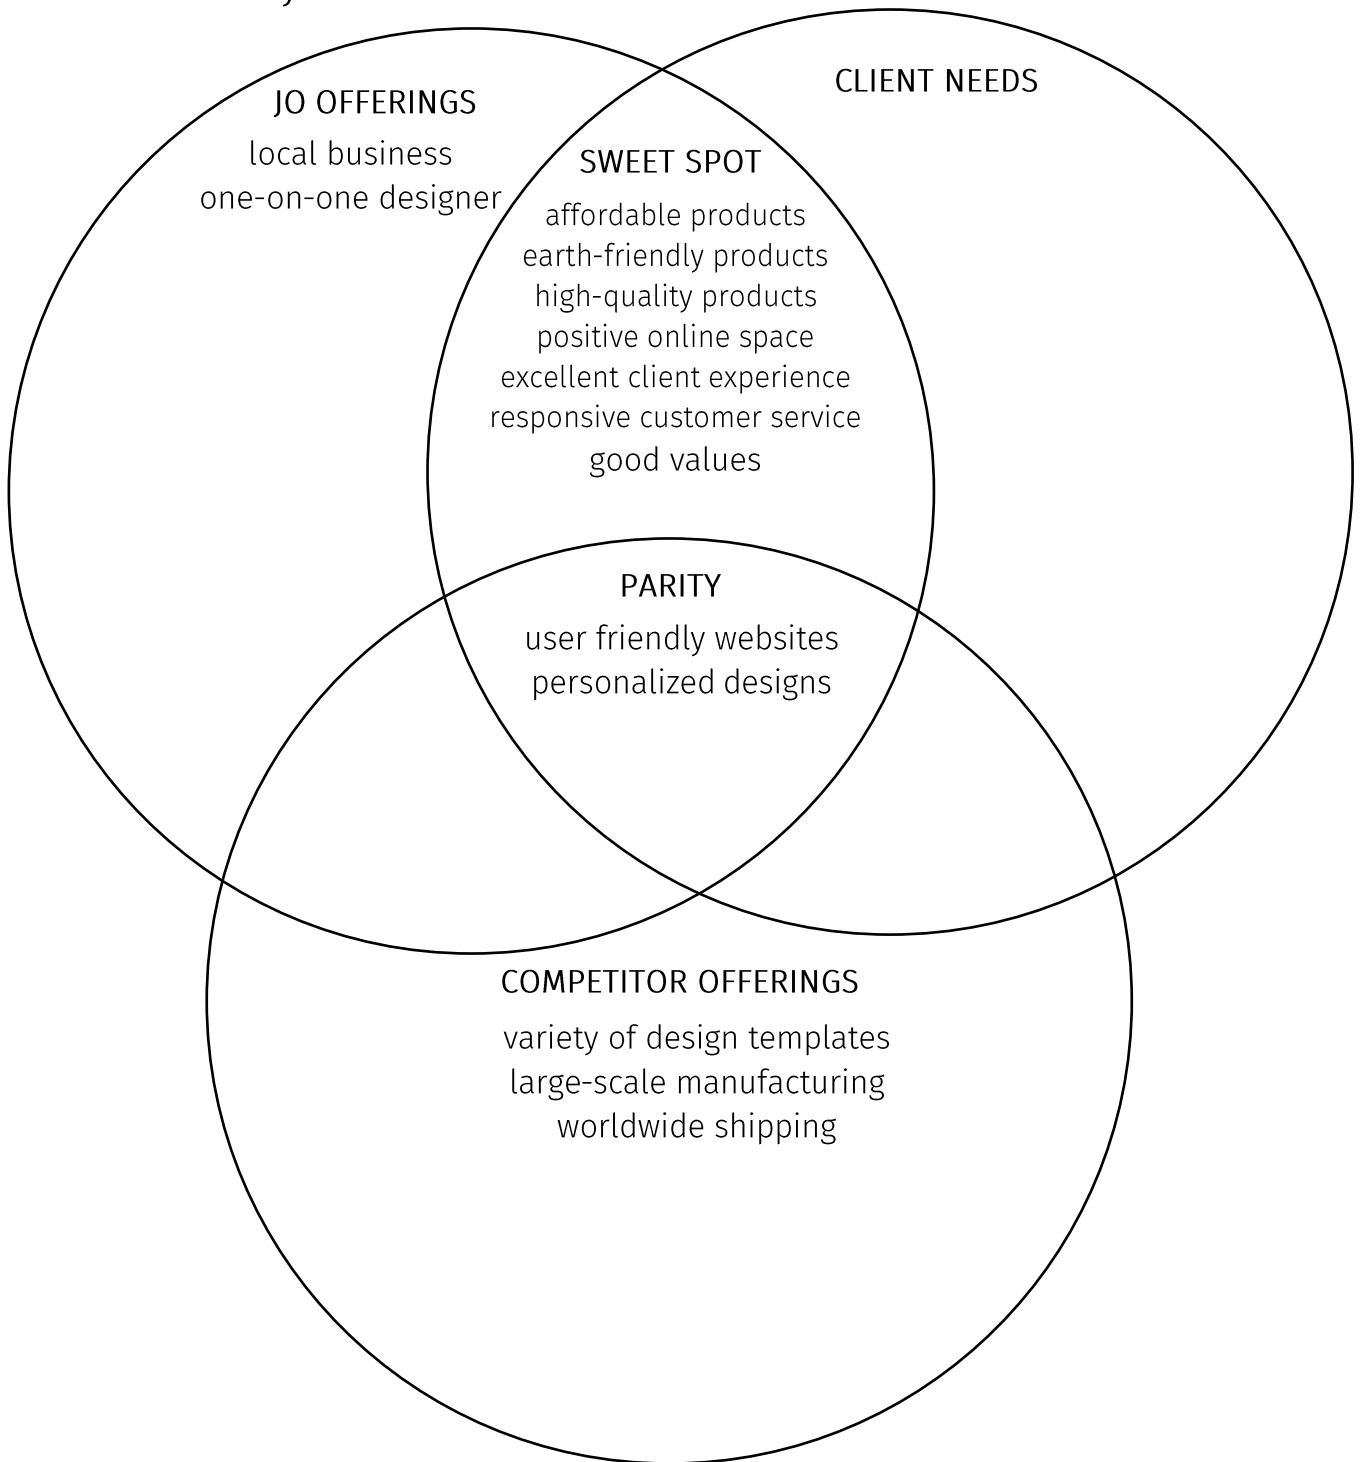 JO OFFERINGS
local business
one-on-one designer
CLIENT NEEDS
SWEET SPOT
affordable products
earth-friendly products
high-quality products
positive online space
excellent client experience
responsive customer service
good values
PARITY
user friendly websites
personalized designs
COMPETITOR OFFERINGS
variety of design templates
large-scale manufacturing
worldwide shipping